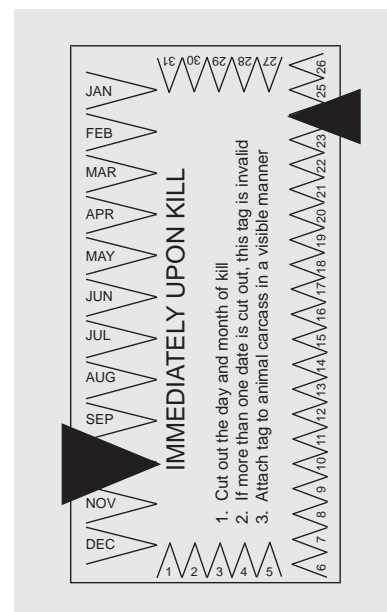 JAN
FEB
MAR
APR
MAY
JUN
JUL
AUG
SEP
NOV
DEC
IMMEDIATELY UPON KILL
1. Cut out the day and month of kill
2. If more than one date is cut out, this tag is invalid
3. Attach tag to animal carcass in a visible manner
1 2 3 4 5
6 7 8 9 10 11 12 13 14 15 16 17 18 19 20 21 22 23 25 26
27 28 29 30 31